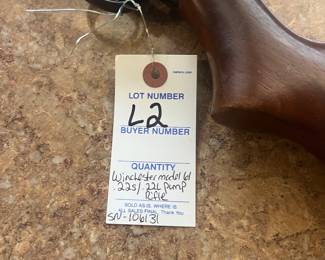 LOT NUMBER
L2
BUYER NUMBER
QUANTITY
Winchester model 61
.22s/.22L pump
Rifle
SOLD AS IS, WHERE IS
ALL SALES FINAL. Thank You
SN-106131